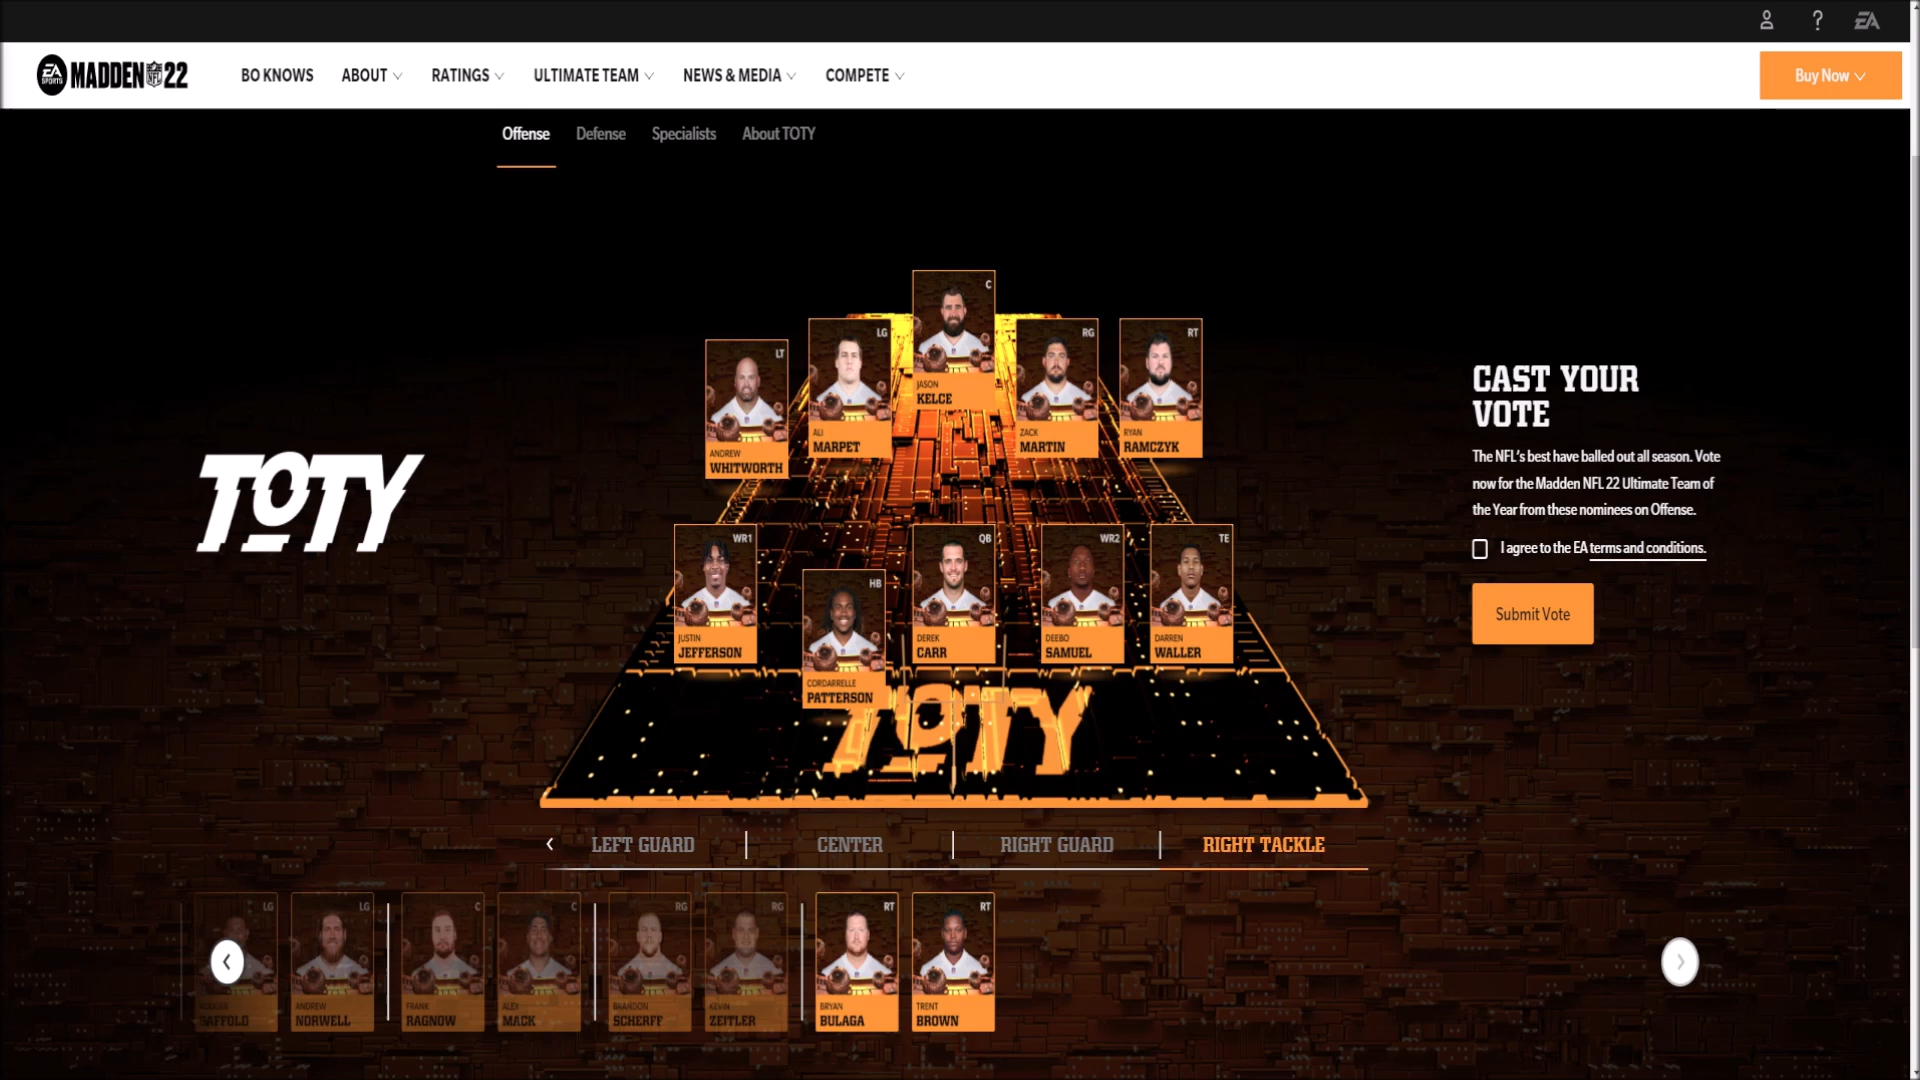 ?
EA
EA SPORTS MADDEN NFL 22
BO KNOWS
ABOUT
RATINGS
ULTIMATE TEAM
NEWS & MEDIA
COMPETE
Buy Now
Offense
Defense
Specialists
About TOTY
C
JASON
KELCE
LG
ALI
MARPET
RG
ZACK
MARTIN
RT
RYAN
RAMCZYK
LT
ANDREW
WHITWORTH
CAST YOUR
VOTE
The NFL's best have balled out all season. Vote
now for the Madden NFL 22 Ultimate Team of
the Year from these nominees on Offense.
I agree to the EA terms and conditions.
Submit Vote
TOTY
WR1
JUSTIN
JEFFERSON
HB
CORDARRELLE
PATTERSON
QB
DEREK
CARR
WR2
DEEBO
SAMUEL
TE
DARREN
WALLER
TOTY
LEFT GUARD
CENTER
RIGHT GUARD
RIGHT TACKLE
LG
SAFFOLD
LG
ANDREW
NORWELL
C
FRANK
RAGNOW
C
ALEX
MACK
RG
BRANDON
SCHERFF
RG
KEVIN
ZEITLER
RT
BRYAN
BULAGA
RT
TRENT
BROWN